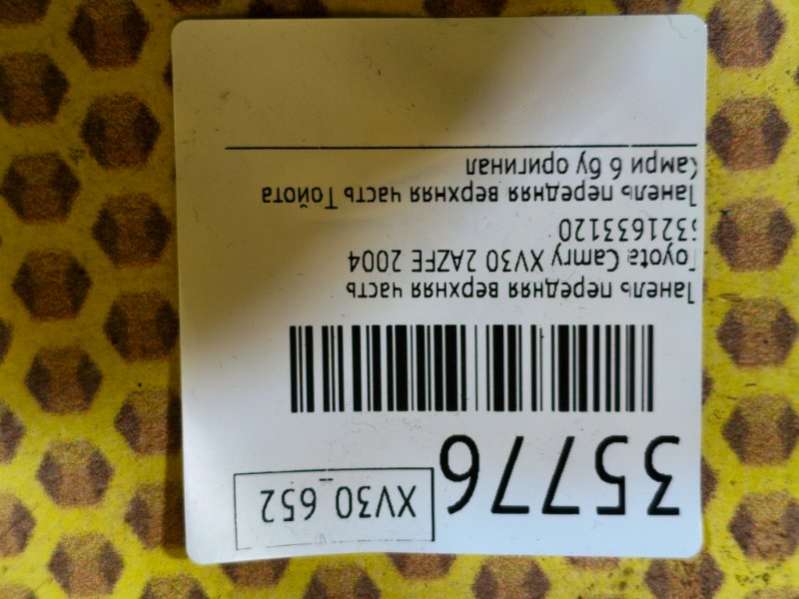 35776
XV30_652
Панель передняя верхняя часть
Toyota Camry XV30 2AZFE 2004
5321633120
Панель передняя верхняя часть Тойота
Камри 6 бу оригинал